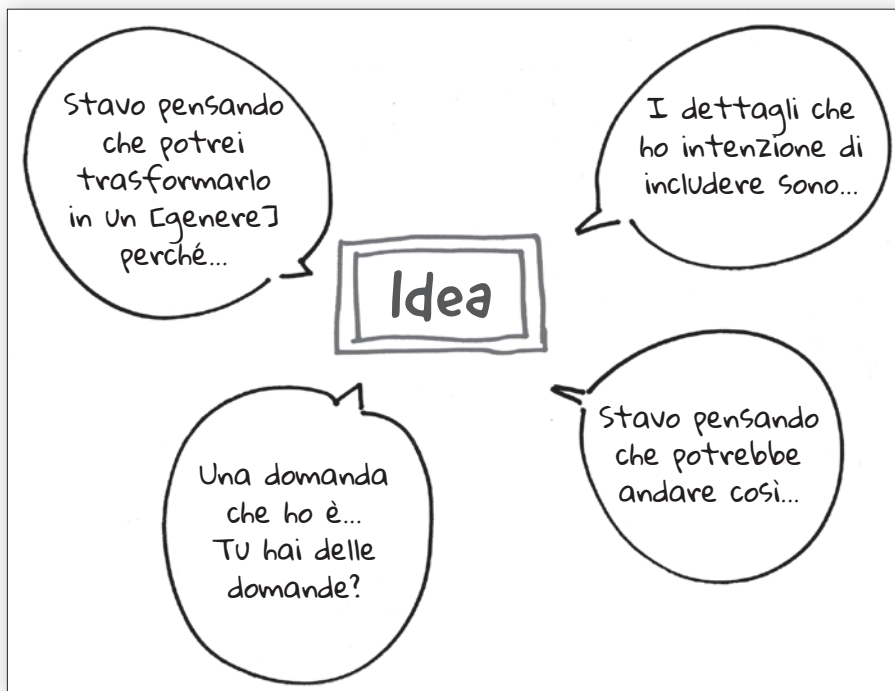 Stavo pensando
che potrei
trasformarlo
in un [genere]
perché...
I dettagli che
ho intenzione di
includere sono...
Idea
Una domanda
che ho è...
Tu hai delle
domande?
Stavo pensando
che potrebbe
andare così...